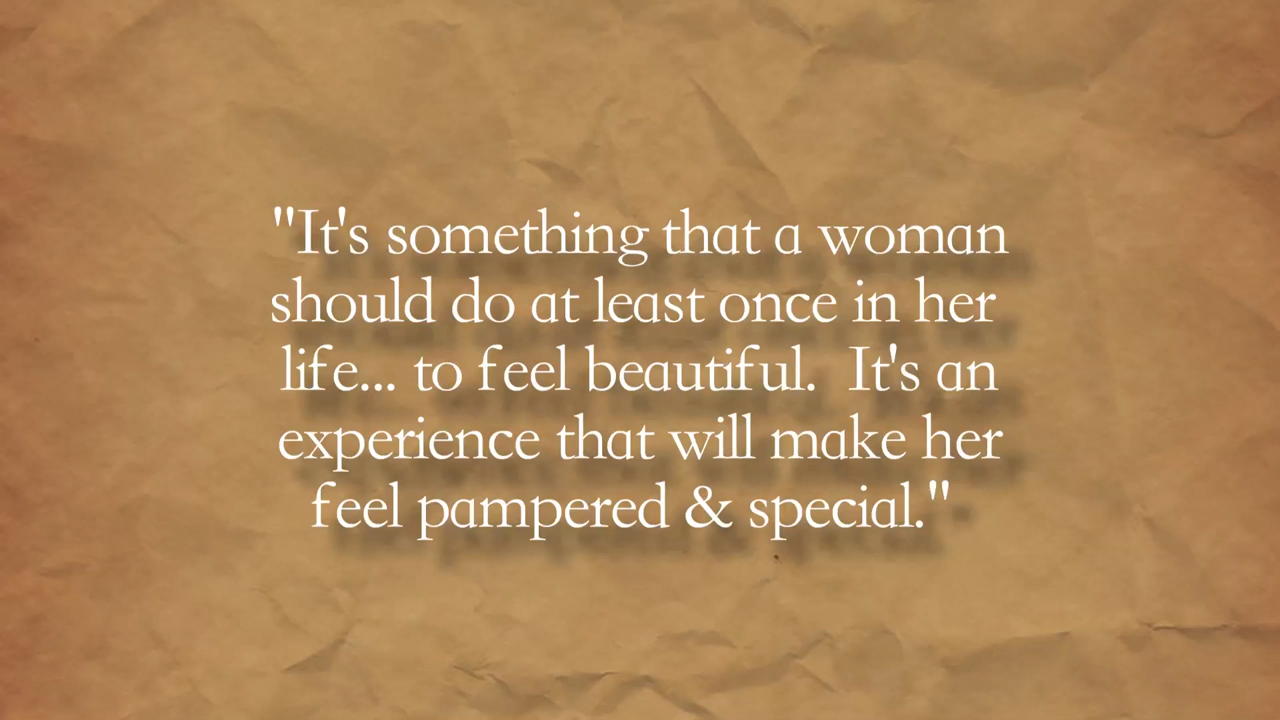 "It's something that a woman
should do at least once in her
life... to feel beautiful.  It's an
experience that will make her
feel pampered & special."